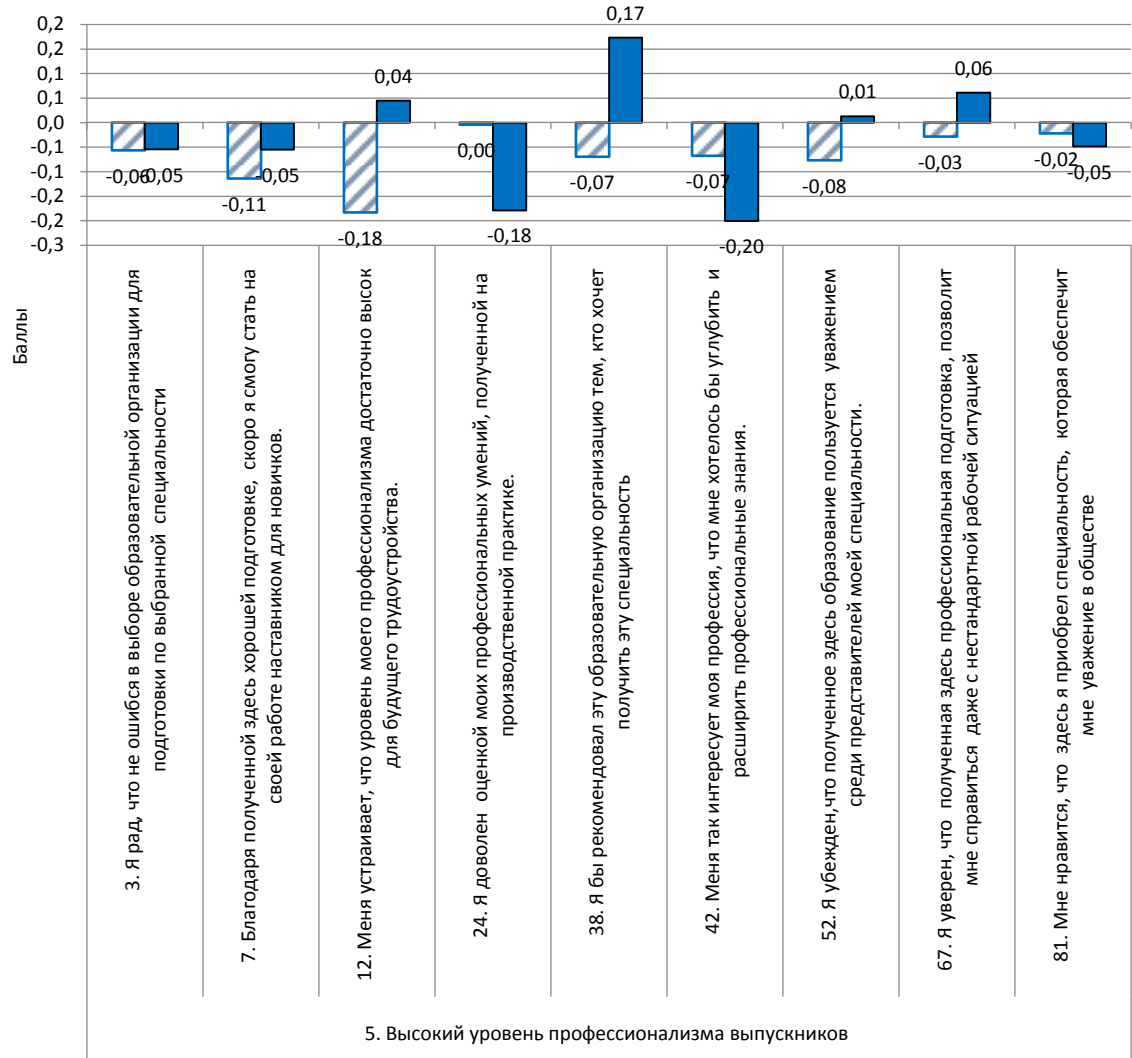 0,2
0,2
0,1
0,1
0,0
-0,1
-0,1
-0,2
-0,2
-0,3
Баллы
-0,06
-0,05
-0,11
-0,05
-0,18
0,04
0,00
-0,18
-0,07
0,17
-0,07
-0,20
-0,08
0,01
-0,03
0,06
-0,02
-0,05
3. Я рад, что не ошибся в выборе образовательной организации для
подготовки по выбранной специальности
7. Благодаря полученной здесь хорошей подготовке, скоро я смогу стать на
своей работе наставником для новичков.
12. Меня устраивает, что уровень моего профессионализма достаточно высок
для будущего трудоустройства.
24. Я доволен оценкой моих профессиональных умений, полученной на
производственной практике.
38. Я бы рекомендовал эту образовательную организацию тем, кто хочет
получить эту специальность
42. Меня так интересует моя профессия, что мне хотелось бы углубить и
расширить профессиональные знания.
52. Я убежден,что полученное здесь образование пользуется уважением
среди представителей моей специальности.
67. Я уверен, что полученная здесь профессиональная подготовка, позволит
мне справиться даже с нестандартной рабочей ситуацией
81. Мне нравится, что здесь я приобрел специальность, которая обеспечит
мне уважение в обществе
5. Высокий уровень профессионализма выпускников